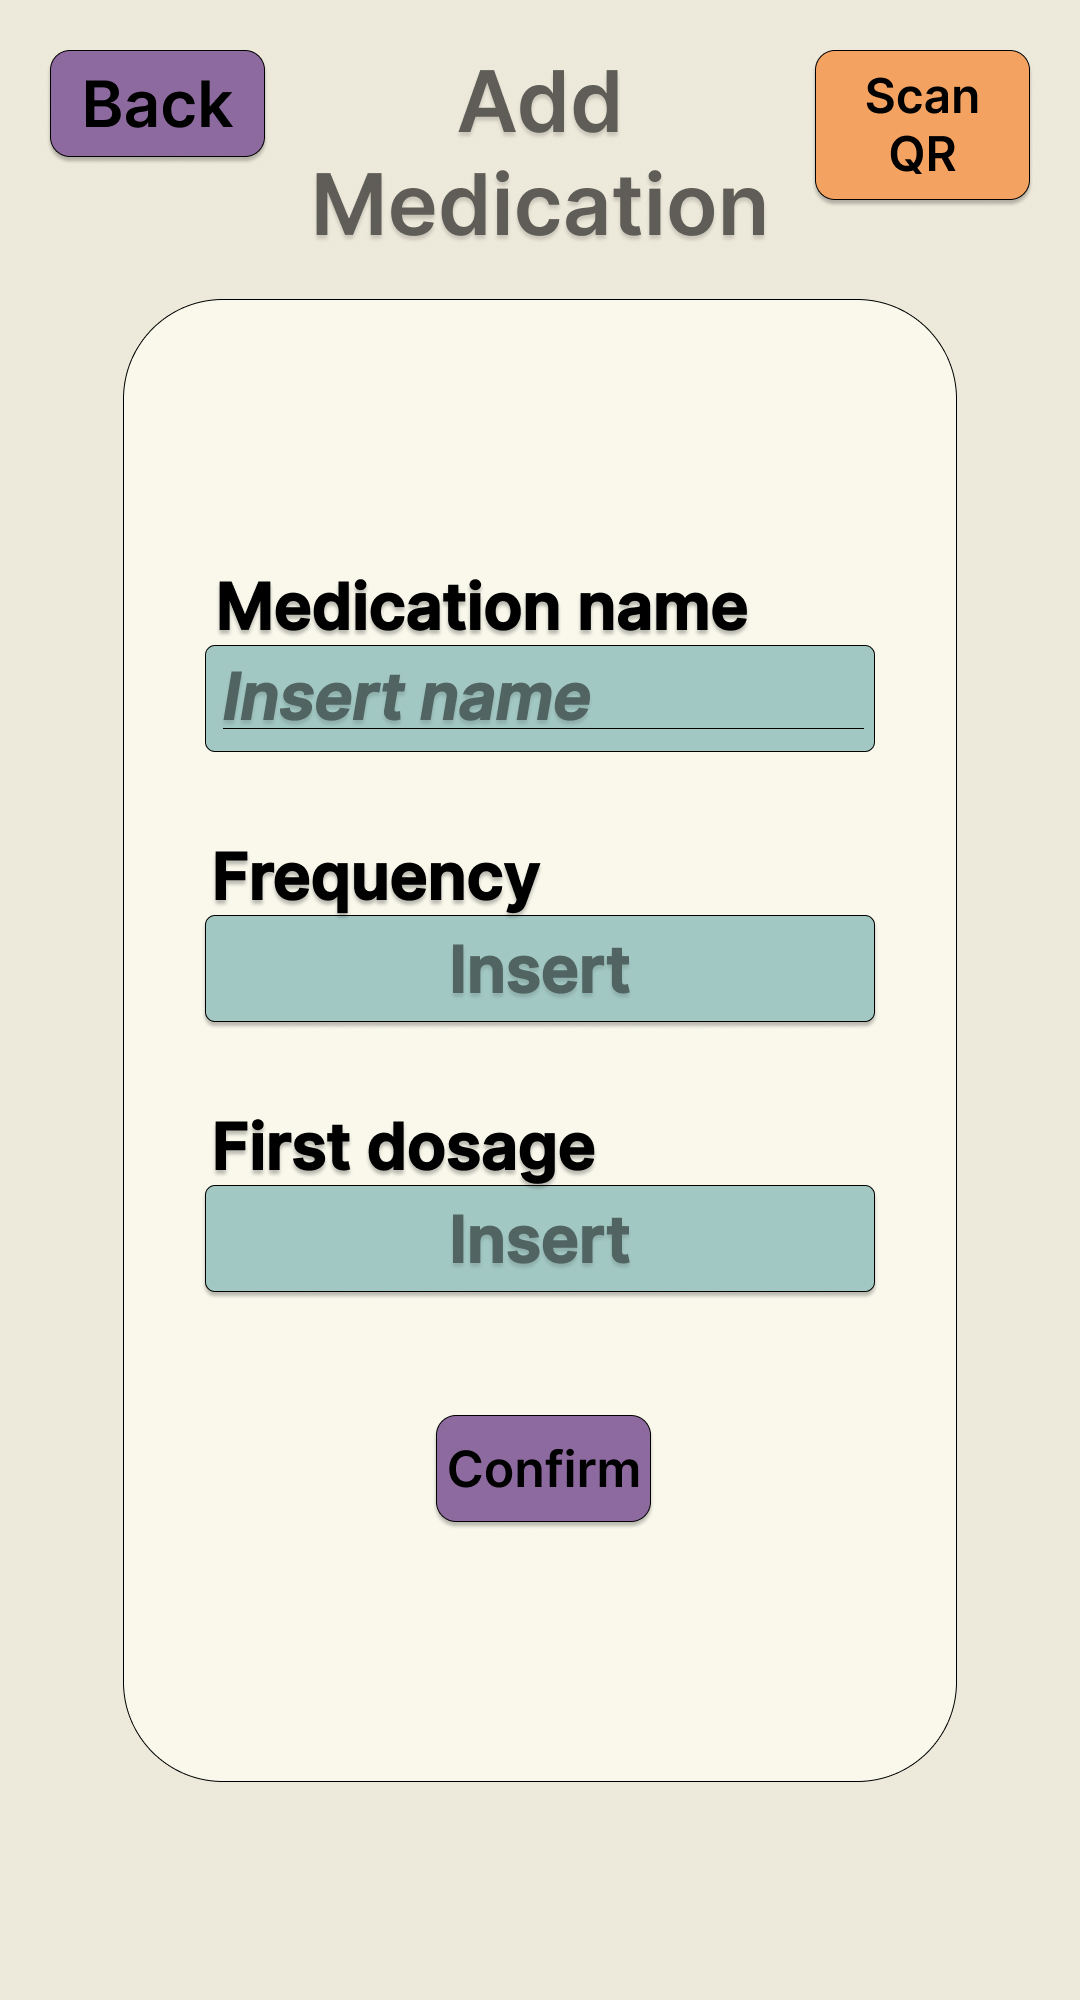 Back
Add
Medication
Scan
QR
Medication name
Insert name
Frequency
Insert
First dosage
Insert
Confirm